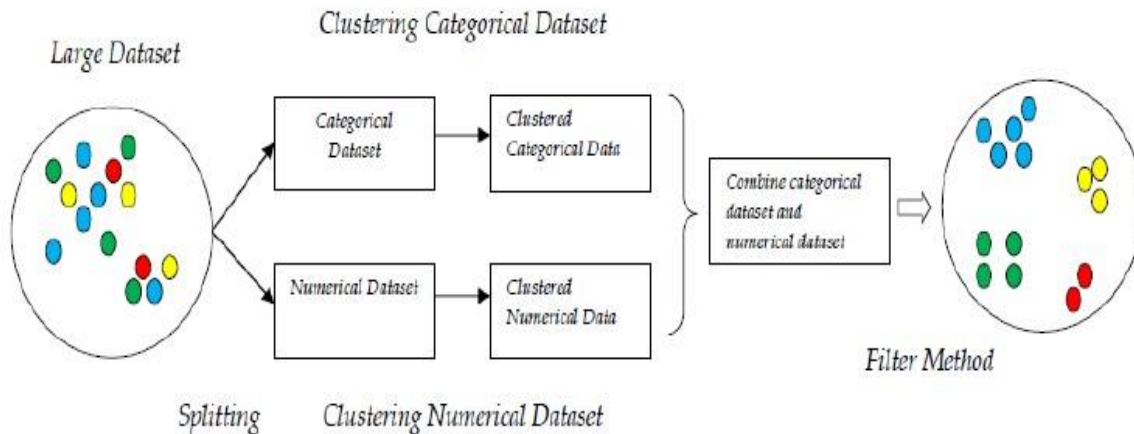 Clustering Categorical Dataset
Large Dataset
Categorical
Dataset
Clustered
Categorical Data
Combine categorical
dataset and
numerical dataset
Numerical Dataset
Clustered
Numerical Data
Filter Method
Splitting
Clustering Numerical Dataset